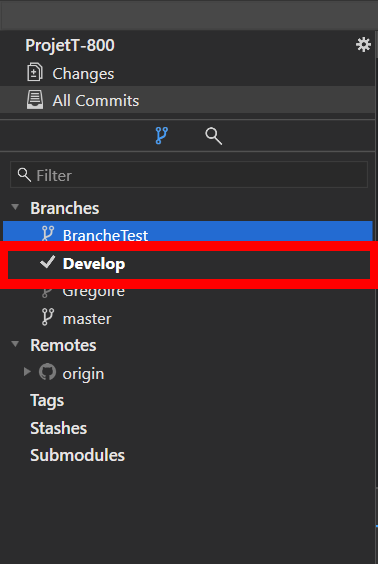 ProjetT-800
Changes
All Commits
Filter
Branches
BrancheTest
Develop
Gregoire
master
Remotes
origin
Tags
Stashes
Submodules